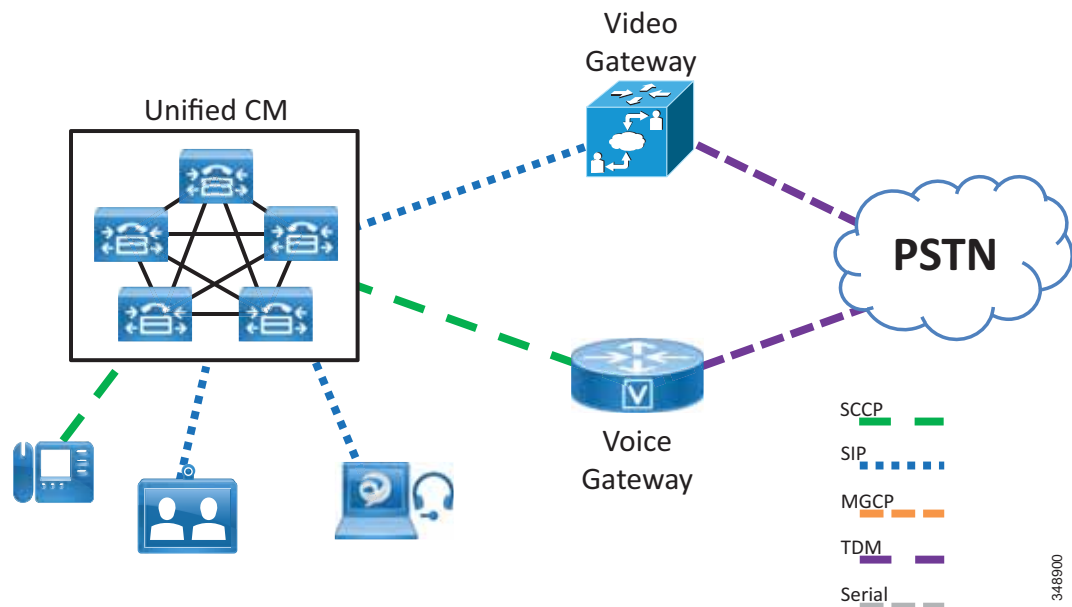 Video
Gateway
Unified CM
PSTN
V
Voice
Gateway
SCCP
SIP
MGCP
TDM
Serial
348900